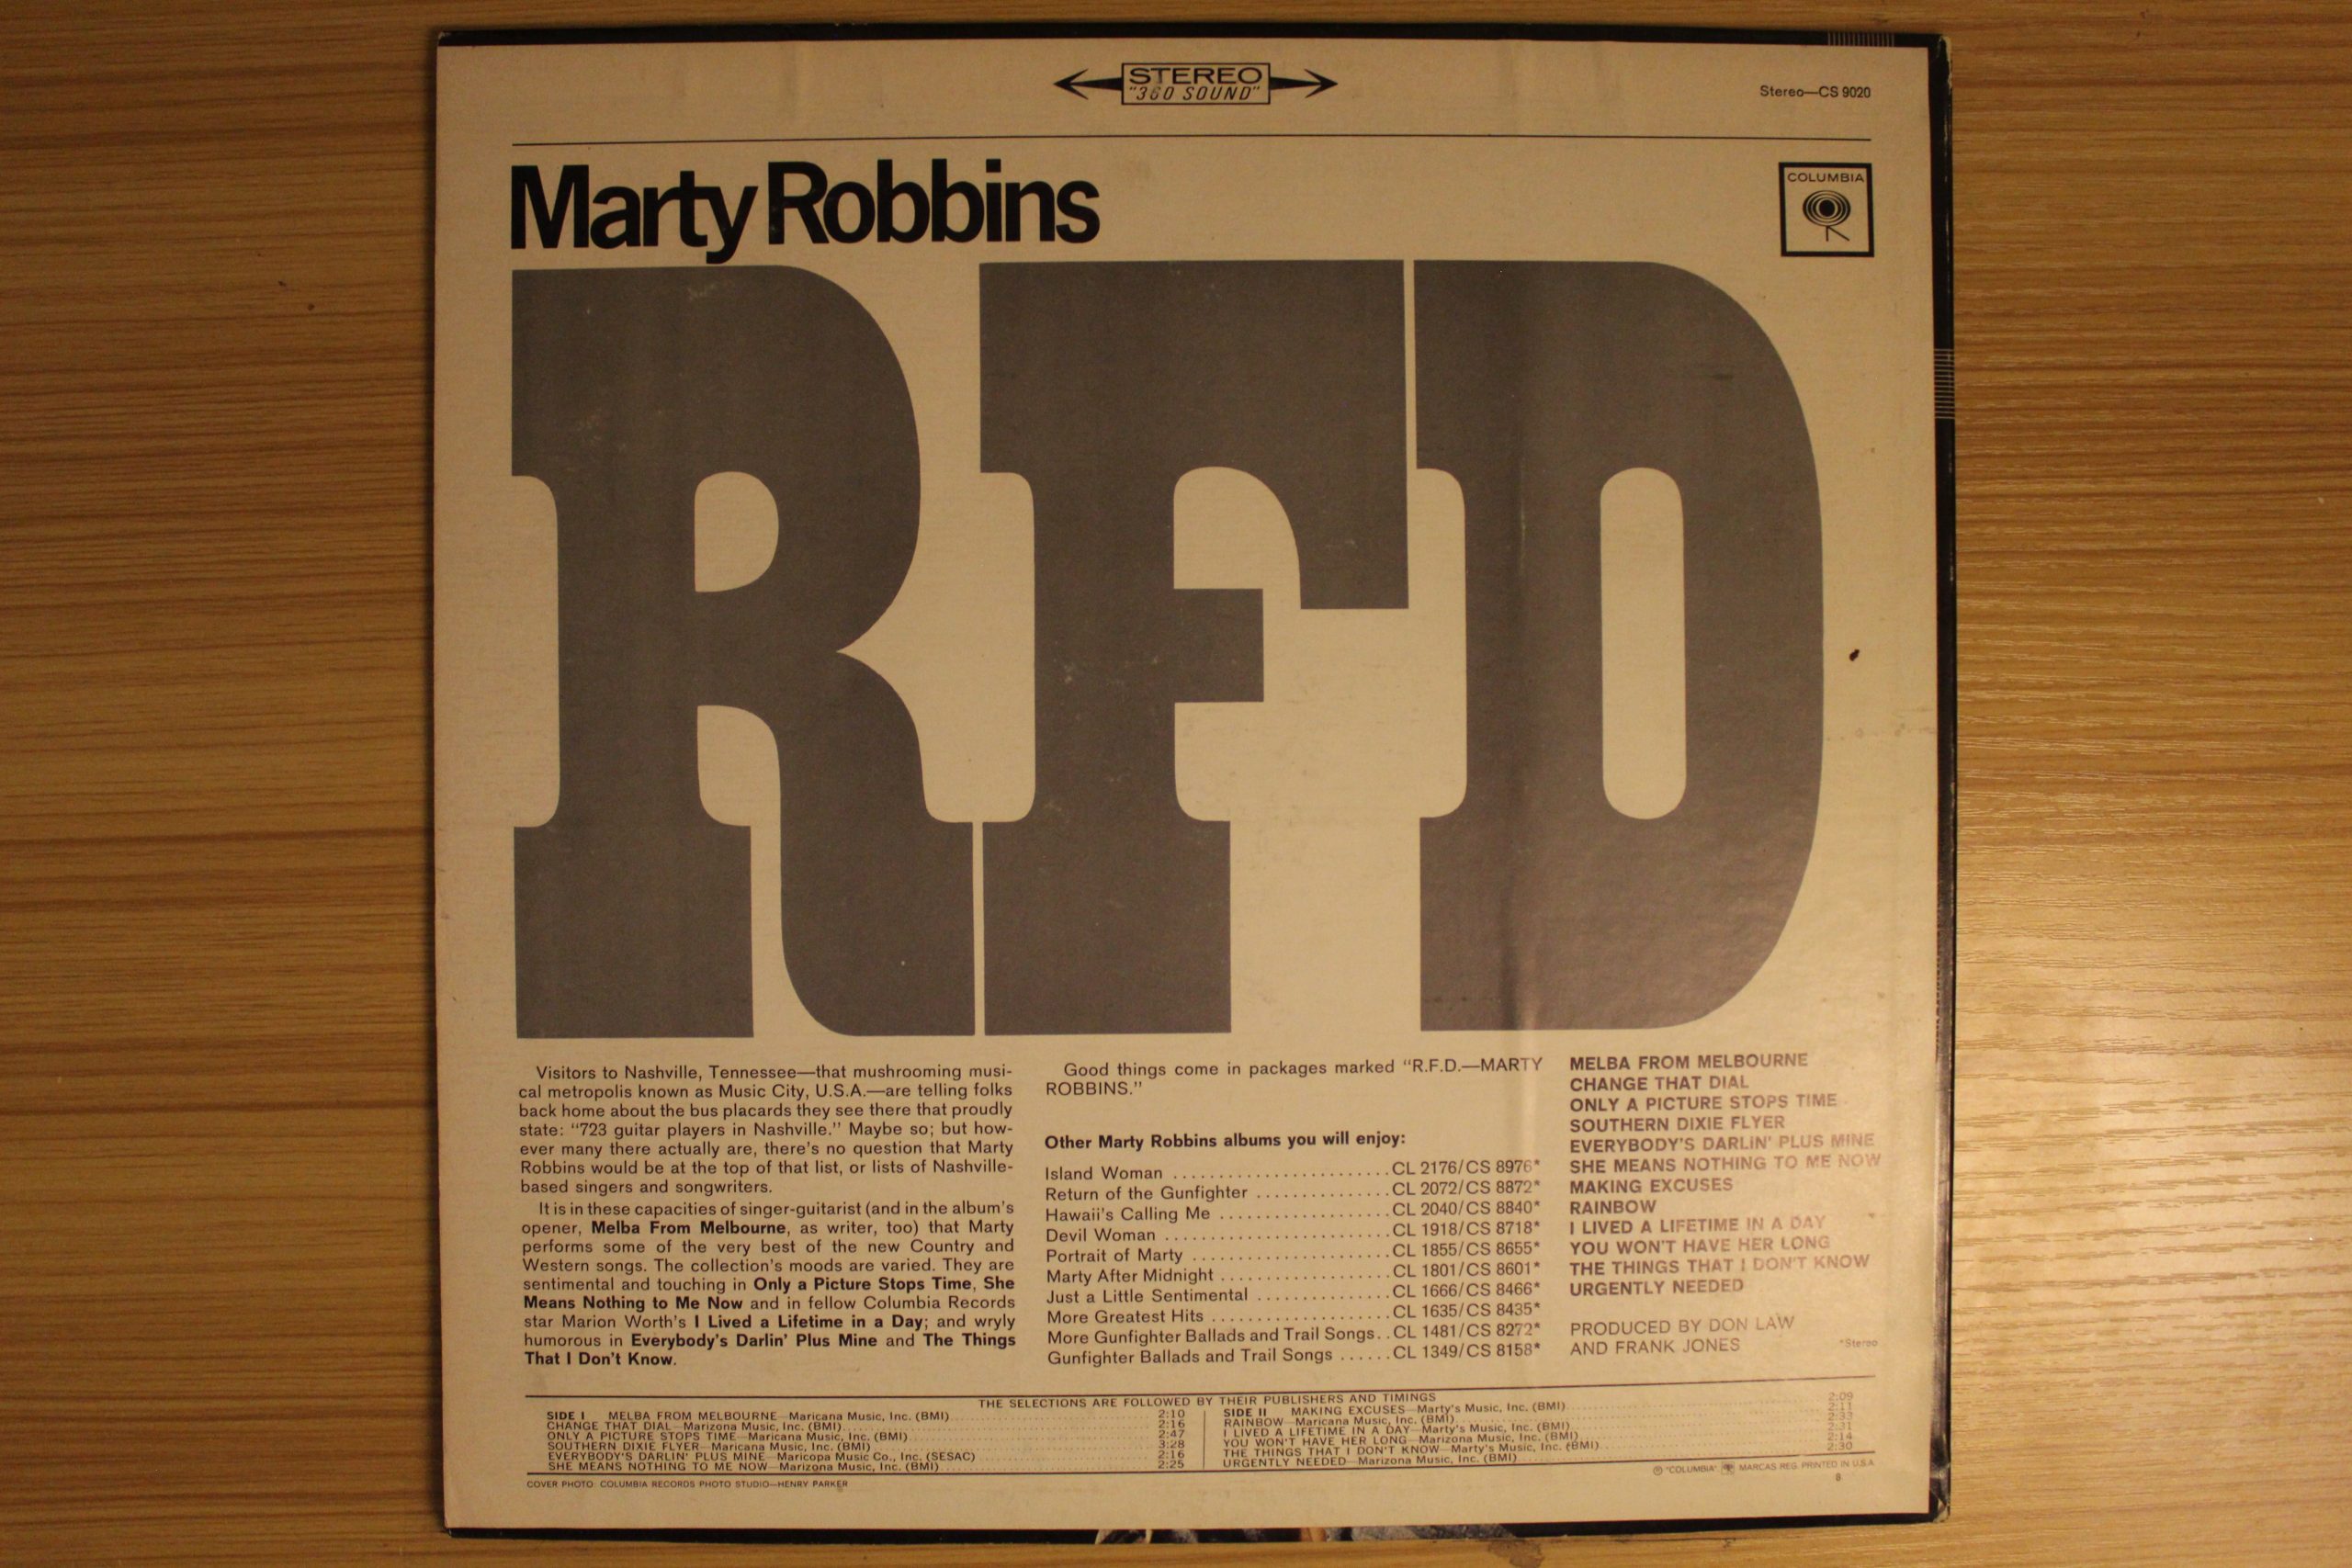 STEREO
"360 SOUND"
Stereo—CS 9020
Marty Robbins
COLUMBIA
RFD
Visitors to Nashville, Tennessee—that mushrooming musi-
cal metropolis known as Music City, U.S.A.—are telling folks
back home about the bus placards they see there that proudly
state: "723 guitar players in Nashville." Maybe so; but how-
ever many there actually are, there's no question that Marty
Robbins would be at the top of that list, or lists of Nashville-
based singers and songwriters.
It is in these capacities of singer-guitarist (and in the album's
opener, Melba From Melbourne, as writer, too) that Marty
performs some of the very best of the new Country and
Western songs. The collection's moods are varied. They are
sentimental and touching in Only a Picture Stops Time, She
Means Nothing to Me Now and in fellow Columbia Records
star Marion Worth's I Lived a Lifetime in a Day; and wryly
humorous in Everybody's Darlin' Plus Mine and The Things
That I Don't Know.
Good things come in packages marked "R.F.D.—MARTY
ROBBINS."
Other Marty Robbins albums you will enjoy:
Island Woman ........................ CL 2176/CS 8976*
Return of the Gunfighter ............... CL 2072/CS 8872*
Hawaii's Calling Me ................... CL 2040/CS 8840*
Devil Woman ......................... CL 1918/CS 8718*
Portrait of Marty ...................... CL 1855/CS 8655*
Marty After Midnight ................... CL 1801/CS 8601*
Just a Little Sentimental ............... CL 1666/CS 8466*
More Greatest Hits .................... CL 1635/CS 8435*
More Gunfighter Ballads and Trail Songs.. CL 1481/CS 8272*
Gunfighter Ballads and Trail Songs ...... CL 1349/CS 8158*
MELBA FROM MELBOURNE
CHANGE THAT DIAL
ONLY A PICTURE STOPS TIME
SOUTHERN DIXIE FLYER
EVERYBODY'S DARLIN' PLUS MINE
SHE MEANS NOTHING TO ME NOW
MAKING EXCUSES
RAINBOW
I LIVED A LIFETIME IN A DAY
YOU WON'T HAVE HER LONG
THE THINGS THAT I DON'T KNOW
URGENTLY NEEDED
PRODUCED BY DON LAW
AND FRANK JONES
*Stereo
THE SELECTIONS ARE FOLLOWED BY THEIR PUBLISHERS AND TIMINGS
SIDE I MELBA FROM MELBOURNE—Maricana Music, Inc. (BMI) 2:10
CHANGE THAT DIAL—Marizona Music, Inc. (BMI) 2:16
ONLY A PICTURE STOPS TIME—Maricana Music, Inc. (BMI) 2:47
SOUTHERN DIXIE FLYER—Maricana Music, Inc. (BMI) 3:28
EVERYBODY'S DARLIN' PLUS MINE—Maricopa Music Co., Inc. (SESAC) 2:16
SHE MEANS NOTHING TO ME NOW—Marizona Music, Inc. (BMI) 2:25
SIDE II MAKING EXCUSES—Marty's Music, Inc. (BMI) 2:09
RAINBOW—Maricana Music, Inc. (BMI) 2:11
I LIVED A LIFETIME IN A DAY—Marty's Music, Inc. (BMI) 2:33
YOU WON'T HAVE HER LONG—Marizona Music, Inc. (BMI)
THE THINGS THAT I DON'T KNOW—Marty's Music, Inc. (BMI) 2:14
URGENTLY NEEDED—Marizona Music, Inc. (BMI) 2:30
COVER PHOTO: COLUMBIA RECORDS PHOTO STUDIO—HENRY PARKER
℗ "COLUMBIA" MARCAS REG. PRINTED IN U.S.A.